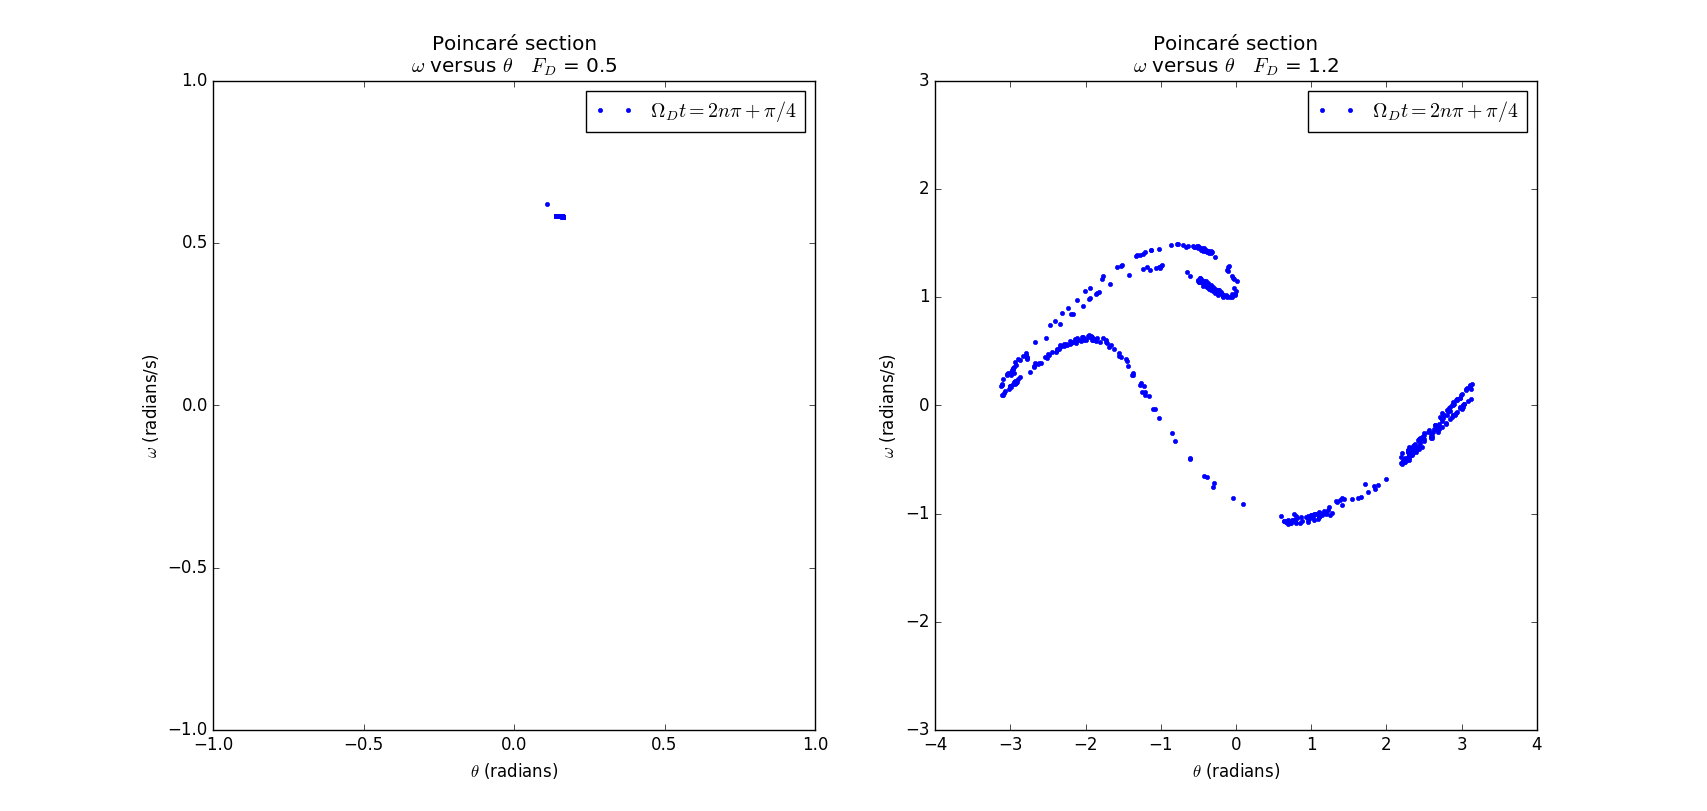 Poincaré section
ω versus θ F_D = 0.5
1.0
0.5
0.0
−0.5
−1.0
ω (radians/s)
Ω_D t = 2nπ + π/4
−1.0 −0.5 0.0 0.5 1.0
θ (radians)
Poincaré section
ω versus θ F_D = 1.2
3
2
1
0
−1
−2
−3
ω (radians/s)
Ω_D t = 2nπ + π/4
−4 −3 −2 −1 0 1 2 3 4
θ (radians)